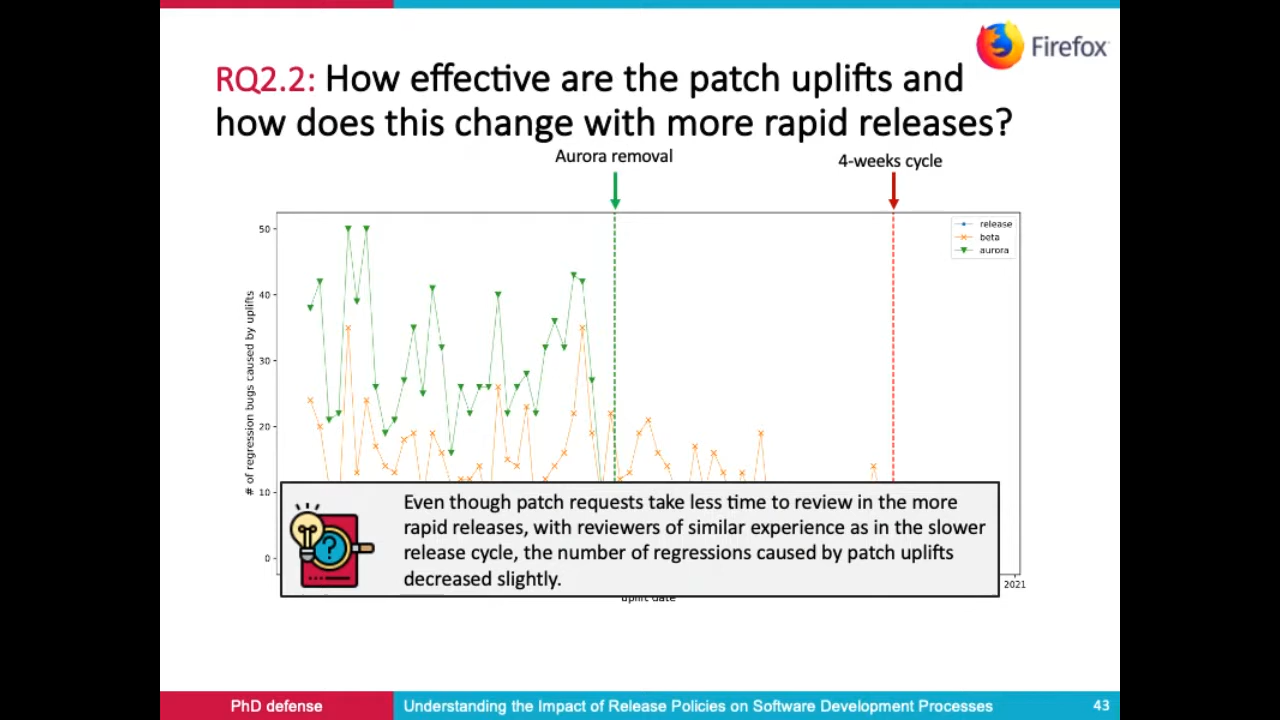 Firefox
RQ2.2: How effective are the patch uplifts and
how does this change with more rapid releases?
Aurora removal
4-weeks cycle
release
beta
aurora
50
40
30
20
10
0
# of regression bugs caused by uplifts
Even though patch requests take less time to review in the more
rapid releases, with reviewers of similar experience as in the slower
release cycle, the number of regressions caused by patch uplifts
decreased slightly.
2021
uplift date
PhD defense
Understanding the Impact of Release Policies on Software Development Processes
43